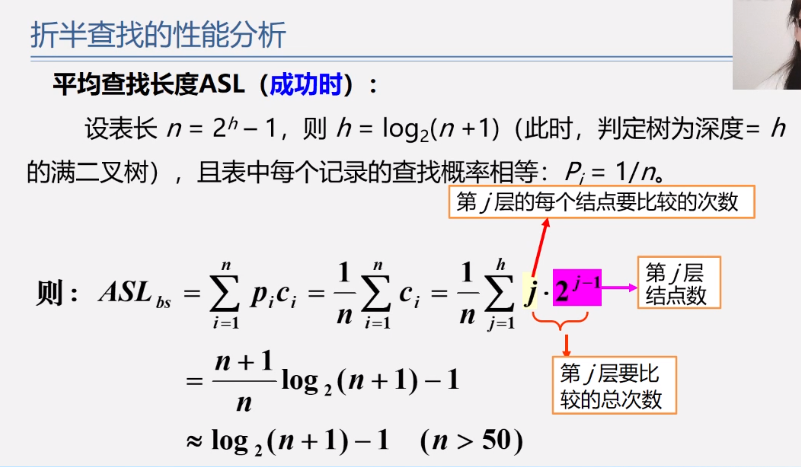 折半查找的性能分析
平均查找长度ASL（成功时）：
设表长 n = 2ʰ – 1，则 h = log₂(n +1)（此时，判定树为深度= h
的满二叉树），且表中每个记录的查找概率相等：Pᵢ = 1/n。
第 j 层的每个结点要比较的次数
则：ASL_bs = ∑_{i=1}^{n} pᵢcᵢ = 1/n ∑_{i=1}^{n} cᵢ = 1/n ∑_{j=1}^{h} j · 2^{j−1}
第 j 层
结点数
= (n + 1)/n log₂(n + 1) − 1
第 j 层要比
较的总次数
≈ log₂(n + 1) − 1 (n > 50)